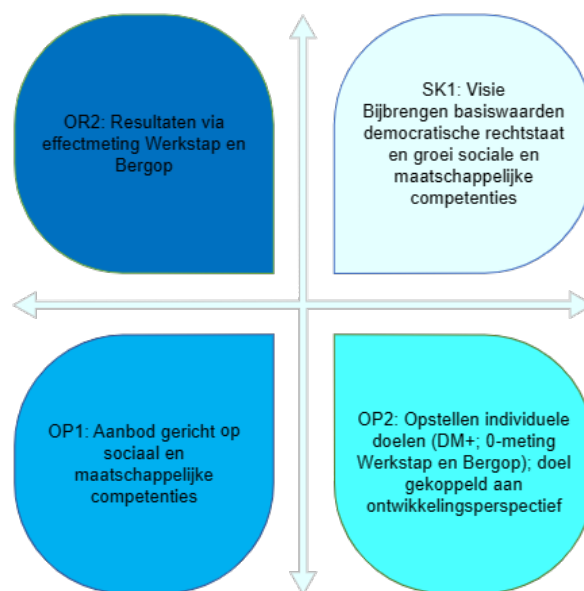 OR2: Resultaten via
effectmeting Werkstap en
Bergop
SK1: Visie
Bijbrengen basiswaarden
democratische rechtstaat
en groei sociale en
maatschappelijke
competenties
OP1: Aanbod gericht op
sociaal en
maatschappelijke
competenties
OP2: Opstellen individuele
doelen (DM+; 0-meting
Werkstap en Bergop); doel
gekoppeld aan
ontwikkelingsperspectief